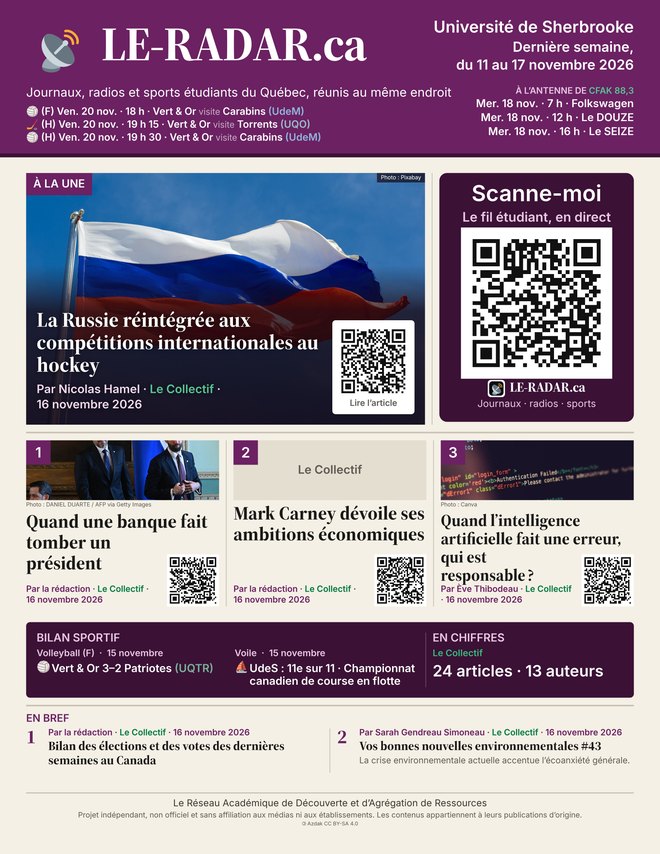 LE-RADAR.ca
Journaux, radios et sports étudiants du Québec, réunis au même endroit
(F) Ven. 20 nov. · 18 h · Vert & Or visite Carabins (UdeM)
(H) Ven. 20 nov. · 19 h 15 · Vert & Or visite Torrents (UQO)
(H) Ven. 20 nov. · 19 h 30 · Vert & Or visite Carabins (UdeM)
Université de Sherbrooke
Dernière semaine,
du 11 au 17 novembre 2026
À L'ANTENNE DE CFAK 88,3
Mer. 18 nov. · 7 h · Folkswagen
Mer. 18 nov. · 12 h · Le DOUZE
Mer. 18 nov. · 16 h · Le SEIZE
À LA UNE
Photo : Pixabay
La Russie réintégrée aux
compétitions internationales au
hockey
Par Nicolas Hamel · Le Collectif ·
16 novembre 2026
Lire l'article
Scanne-moi
Le fil étudiant, en direct
LE-RADAR.ca
Journaux · radios · sports
1
Photo : DANIEL DUARTE / AFP via Getty Images
Quand une banque fait
tomber un
président
Par la rédaction · Le Collectif ·
16 novembre 2026
2
Le Collectif
Mark Carney dévoile ses
ambitions économiques
Par la rédaction · Le Collectif ·
16 novembre 2026
3
id="login_form"
color='red'><b>Authentication Failed</b>
"dError1" class="dError1">Please contact the administrator for
Photo : Canva
Quand l'intelligence
artificielle fait une erreur,
qui est
responsable ?
Par Ève Thibodeau · Le Collectif
· 16 novembre 2026
BILAN SPORTIF
Volleyball (F) · 15 novembre
Vert & Or 3–2 Patriotes (UQTR)
Voile · 15 novembre
UdeS : 11e sur 11 · Championnat
canadien de course en flotte
EN CHIFFRES
Le Collectif
24 articles · 13 auteurs
EN BREF
1
Par la rédaction · Le Collectif · 16 novembre 2026
Bilan des élections et des votes des dernières
semaines au Canada
2
Par Sarah Gendreau Simoneau · Le Collectif · 16 novembre 2026
Vos bonnes nouvelles environnementales #43
La crise environnementale actuelle accentue l'écoanxiété générale.
Le Réseau Académique de Découverte et d'Agrégation de Ressources
Projet indépendant, non officiel et sans affiliation aux médias ni aux établissements. Les contenus appartiennent à leurs publications d'origine.
Azdak CC BY-SA 4.0